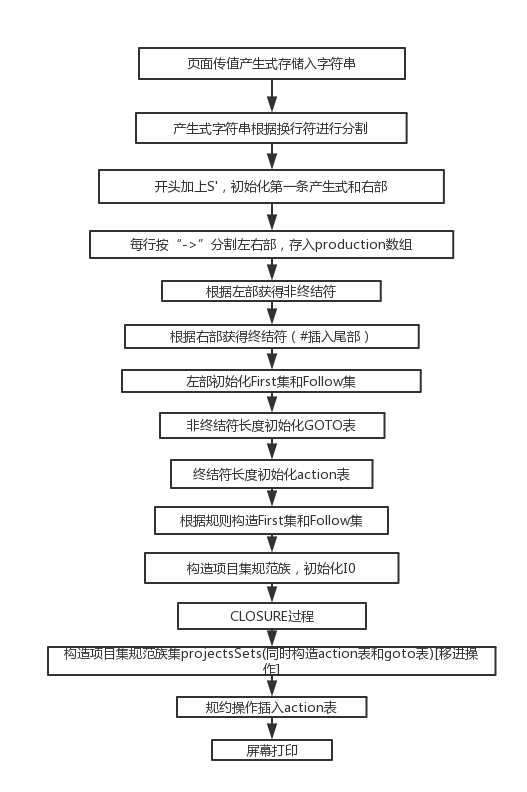 页面传值产生式存储入字符串
产生式字符串根据换行符进行分割
开头加上S'，初始化第一条产生式和右部
每行按“->”分割左右部，存入production数组
根据左部获得非终结符
根据右部获得终结符（#插入尾部）
左部初始化First集和Follow集
非终结符长度初始化GOTO表
终结符长度初始化action表
根据规则构造First集和Follow集
构造项目集规范族，初始化I0
CLOSURE过程
构造项目集规范族集projectsSets(同时构造action表和goto表)[移进操
作]
规约操作插入action表
屏幕打印